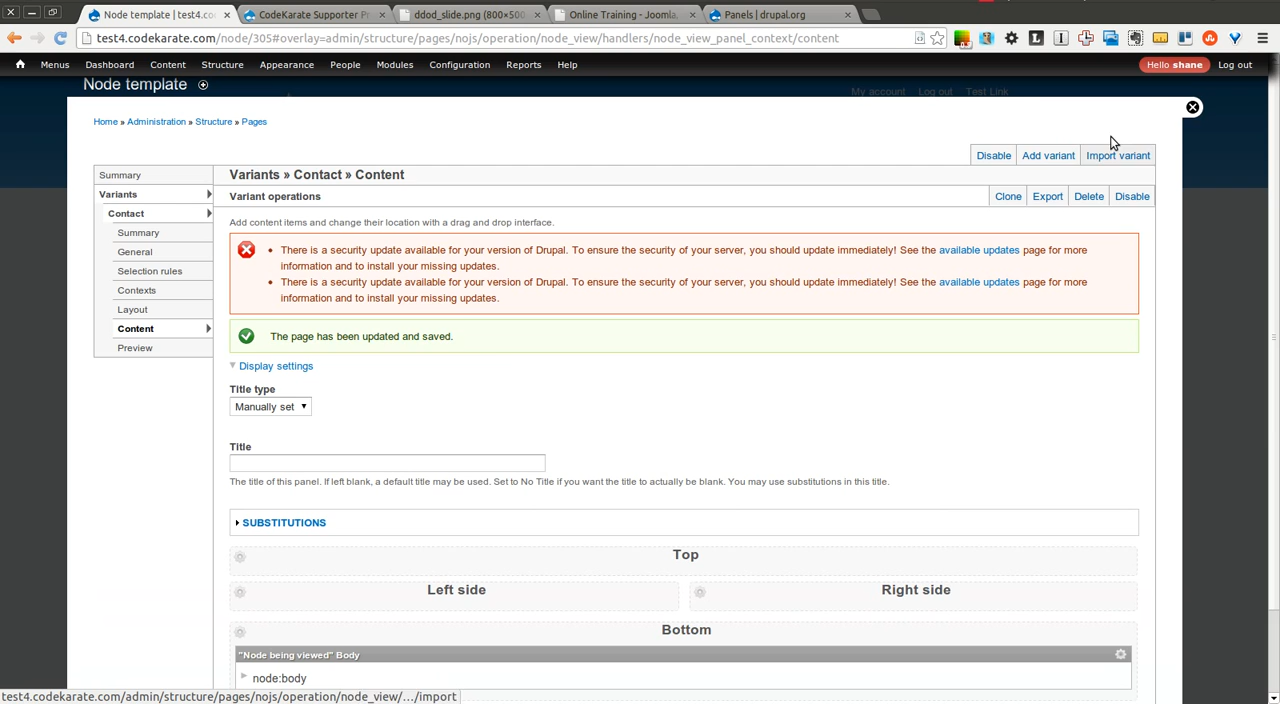 Node template | test4.co
CodeKarate Supporter P
ddod_slide.png (800×500
Online Training - Joomla,
Panels | drupal.org
test4.codekarate.com/node/305#overlay=admin/structure/pages/nojs/operation/node_view/handlers/node_view_panel_context/content
Menus Dashboard Content Structure Appearance People Modules Configuration Reports Help Hello shane Log out
Node template
My account Log out Test Link
Home » Administration » Structure » Pages
Disable Add variant Import variant
Summary
Variants
Contact
Summary
General
Selection rules
Contexts
Layout
Content
Preview
Variants » Contact » Content
Variant operations
Clone Export Delete Disable
Add content items and change their location with a drag and drop interface.
• There is a security update available for your version of Drupal. To ensure the security of your server, you should update immediately! See the available updates page for more
information and to install your missing updates.
• There is a security update available for your version of Drupal. To ensure the security of your server, you should update immediately! See the available updates page for more
information and to install your missing updates.
The page has been updated and saved.
Display settings
Title type
Manually set
Title
The title of this panel. If left blank, a default title may be used. Set to No Title if you want the title to actually be blank. You may use substitutions in this title.
SUBSTITUTIONS
Top
Left side
Right side
Bottom
"Node being viewed" Body
node:body
test4.codekarate.com/admin/structure/pages/nojs/operation/node_view/…/import